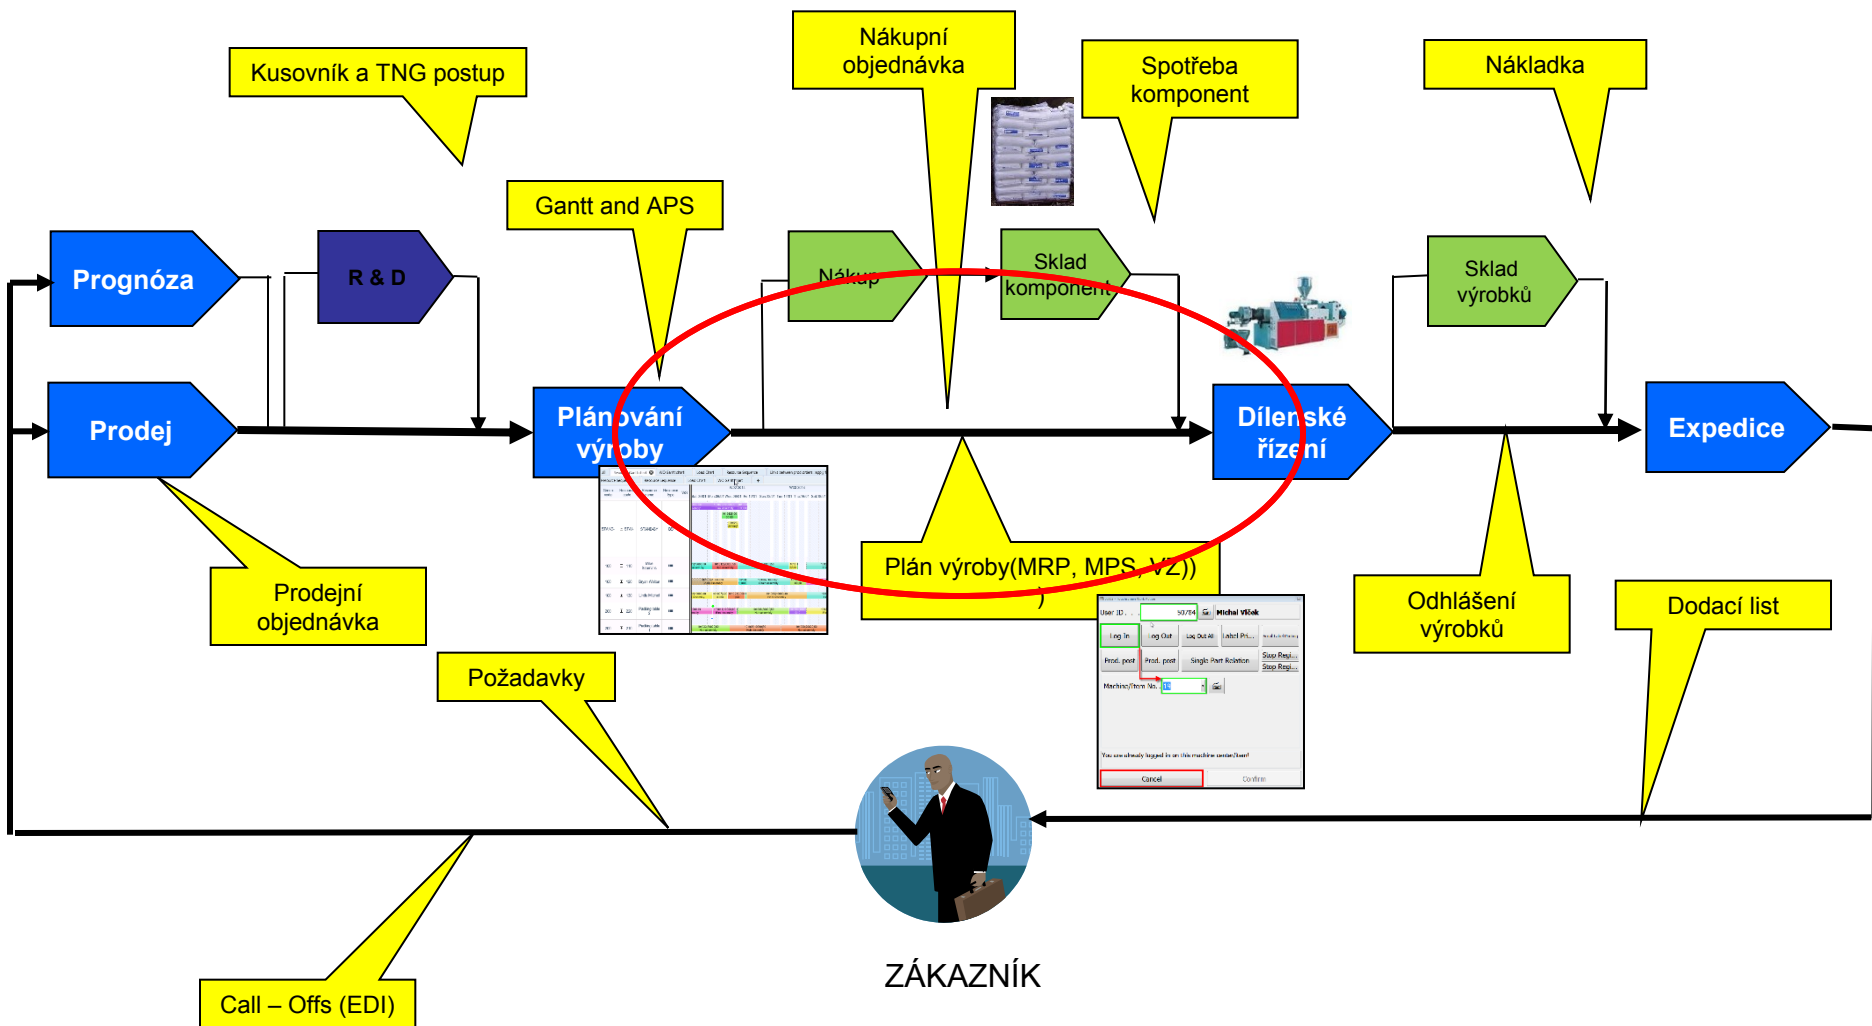 Nákupní
objednávka
Kusovník a TNG postup
Spotřeba
komponent
Nákladka
Gantt and APS
Prognóza
R & D
Nákup
Sklad
komponent
Sklad
výrobků
Prodej
Plánování
výroby
Dílenské
řízení
Expedice
Plán výroby(MRP, MPS, VZ))
)
Prodejní
objednávka
Odhlášení
výrobků
Dodací list
Požadavky
User ID
50784
Michal Vlček
Log In
Log Out
Log Out All
Label Pri...
Prod. post
Prod. post
Single Part Relation
Stop Regi...
Stop Regi...
Machine/Item No.
You are already logged in on this machine center/item!
Cancel
Confirm
ZÁKAZNÍK
Call – Offs (EDI)